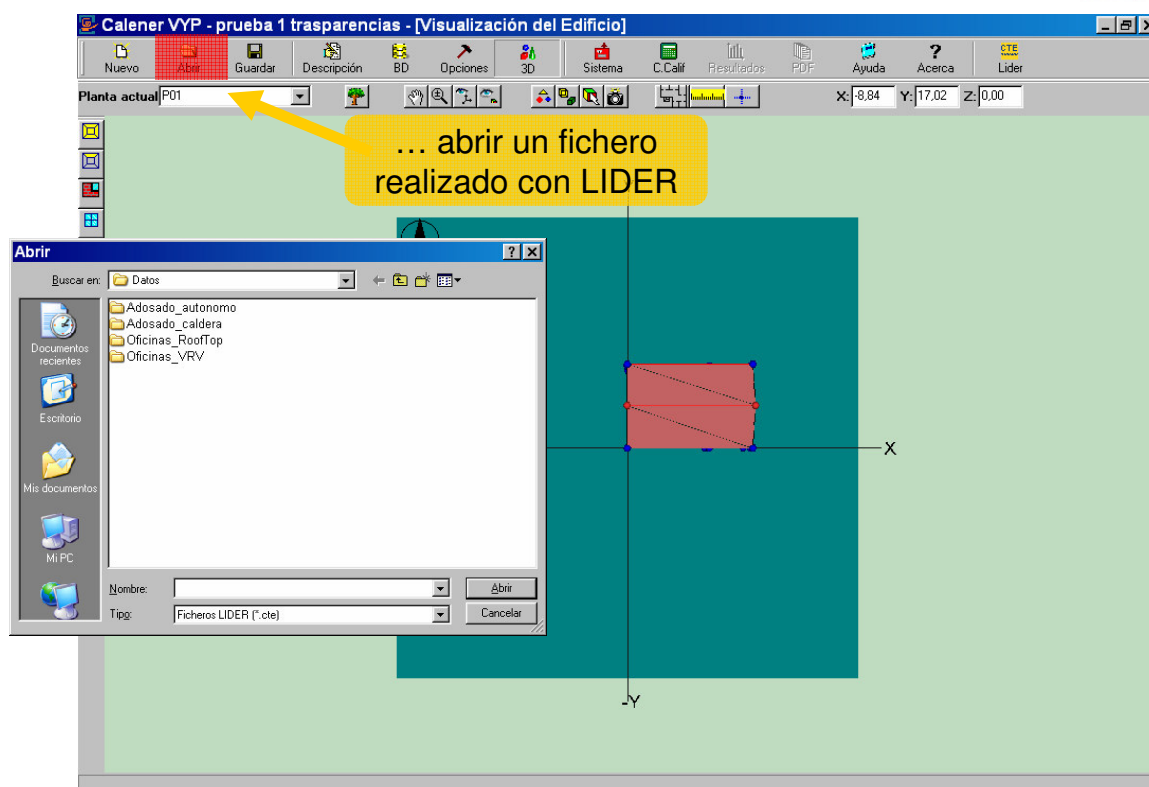 Calener VYP - prueba 1 trasparencias - [Visualización del Edificio]
Nuevo Abrir Guardar Descripción BD Opciones 3D Sistema C.Calif Resultados PDF Ayuda Acerca CTE Lider
Planta actual P01 X: -8,84 Y: 17,02 Z: 0,00
... abrir un fichero
realizado con LIDER
Abrir
Buscar en: Datos
Adosado_autonomo
Adosado_caldera
Oficinas_RoofTop
Oficinas_VRV
Documentos
recientes
Escritorio
Mis documentos
Mi PC
Nombre: Abrir
Tipo: Ficheros LIDER (*.cte) Cancelar
X
-Y